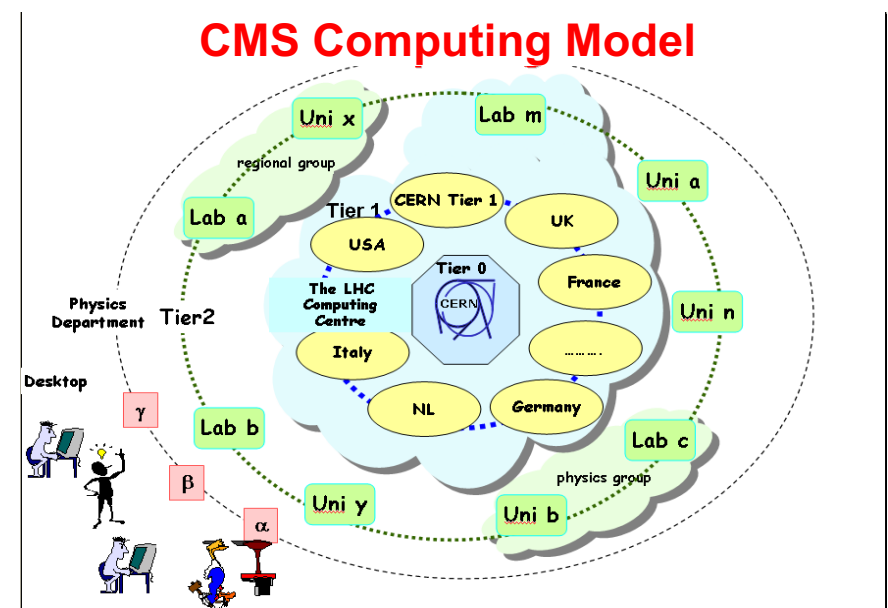 CMS Computing Model
Uni x
Lab m
regional group
Uni a
Lab a
Tier 1
CERN Tier 1
UK
USA
Tier 0
France
The LHC
Computing
Centre
CERN
Physics
Department
Tier2
Uni n
Italy
……….
Desktop
γ
NL
Germany
Lab b
Lab c
physics group
β
Uni y
Uni b
α